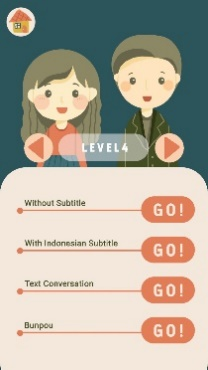 LEVEL4
Without Subtitle
GO!
With Indonesian Subtitle
GO!
Text Conversation
GO!
Bunpou
GO!